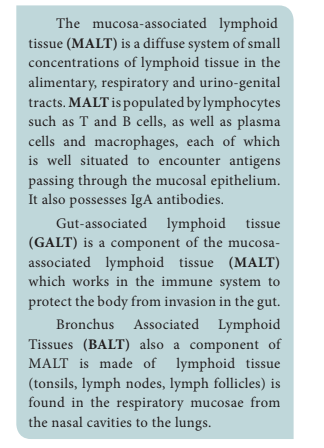 The mucosa-associated lymphoid
tissue (MALT) is a diffuse system of small
concentrations of lymphoid tissue in the
alimentary, respiratory and urino-genital
tracts. MALT is populated by lymphocytes
such as T and B cells, as well as plasma
cells and macrophages, each of which
is well situated to encounter antigens
passing through the mucosal epithelium.
It also possesses IgA antibodies.
Gut-associated lymphoid tissue
(GALT) is a component of the mucosa-
associated lymphoid tissue (MALT)
which works in the immune system to
protect the body from invasion in the gut.
Bronchus Associated Lymphoid
Tissues (BALT) also a component of
MALT is made of lymphoid tissue
(tonsils, lymph nodes, lymph follicles) is
found in the respiratory mucosae from
the nasal cavities to the lungs.